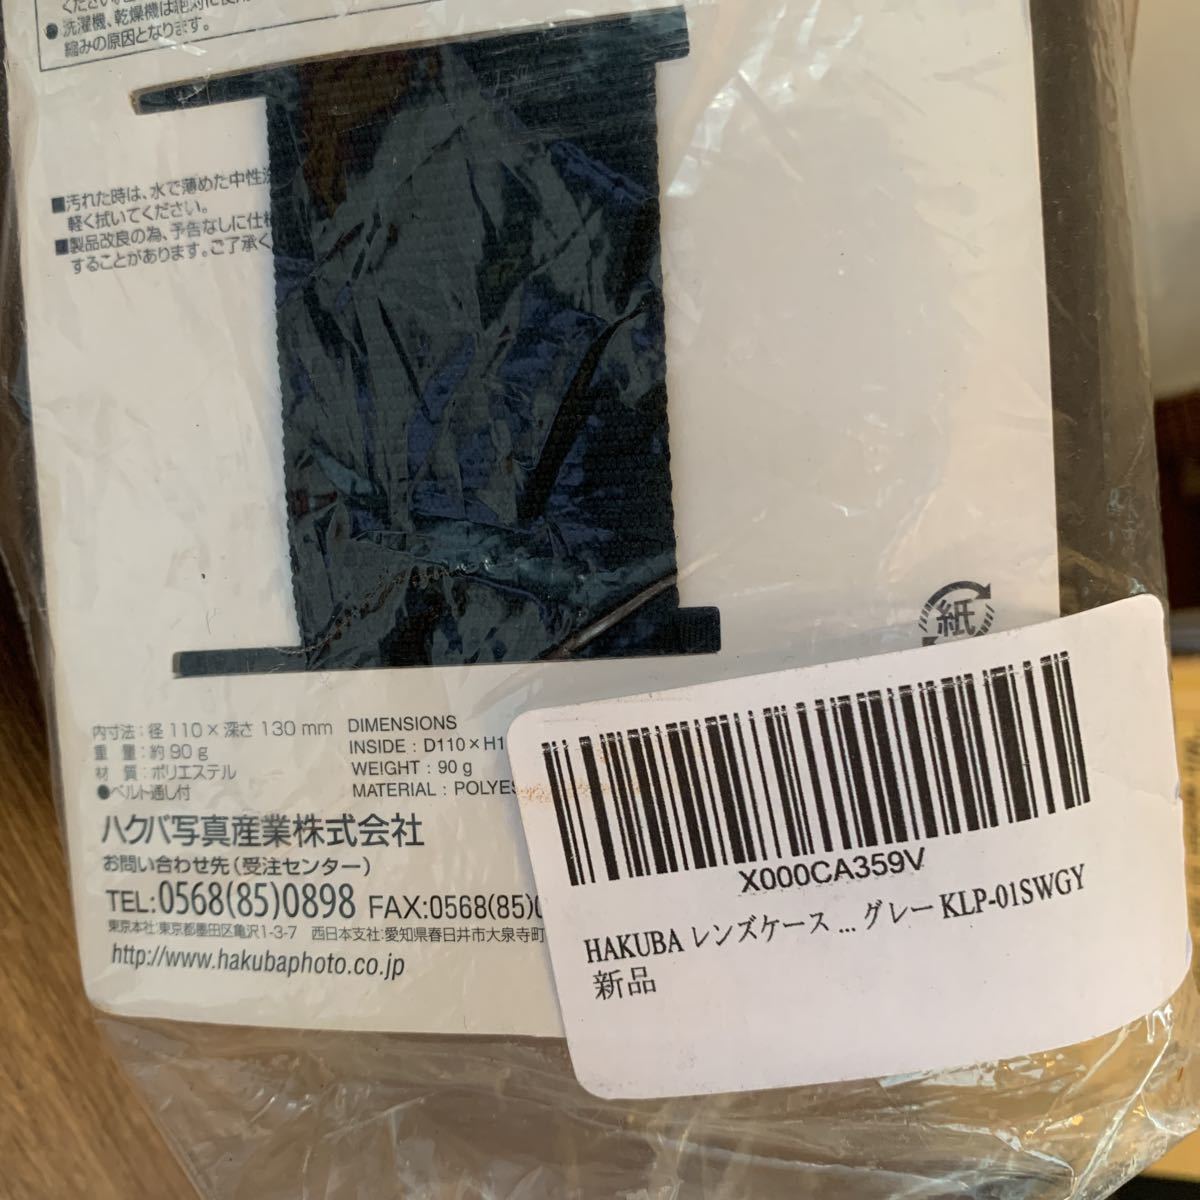 ●洗濯機、乾燥機は絶対に使用
縮みの原因となります。
■汚れた時は、水で薄めた中性洗
軽く拭いてください。
■製品改良の為、予告なしに仕様
することがあります。ご了承く
紙
内寸法：径 110×深さ 130 mm
重　量：約 90 g
材　質：ポリエステル
●ベルト通し付
DIMENSIONS
INSIDE : D110×H1
WEIGHT : 90 g
MATERIAL : POLYES
ハクバ写真産業株式会社
お問い合わせ先（受注センター）
TEL:0568(85)0898 FAX:0568(85)0
東京本社：東京都墨田区亀沢1-3-7　西日本支社：愛知県春日井市大泉寺町
http://www.hakubaphoto.co.jp
X000CA359V
HAKUBA レンズケース ... グレー KLP-01SWGY
新品